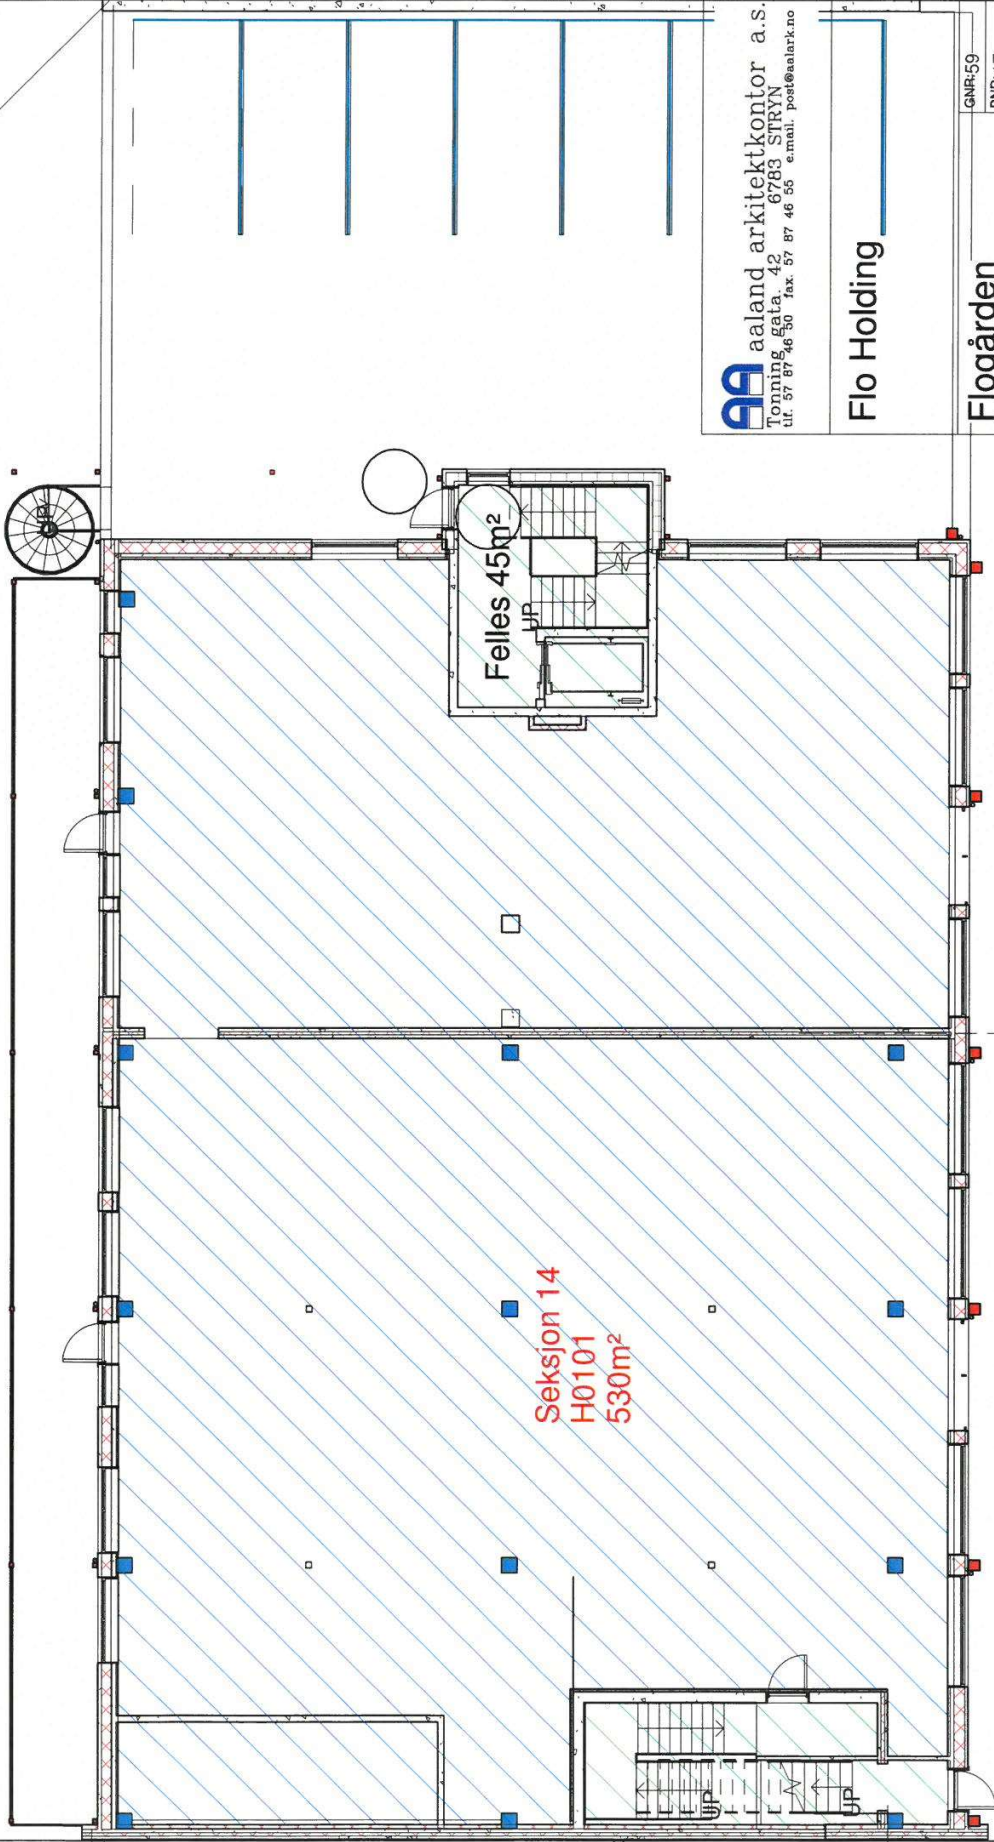 UP
Felles 45m²
UP
Seksjon 14
H0101
530m²
UP
UP
aaland arkitektkontor a.s.
Tonning gata. 42 6783 STRYN
tlf. 57 87 46 50 fax. 57 87 46 55 e.mail. post@aalark.no
Flo Holding
Flogården
GNR:59